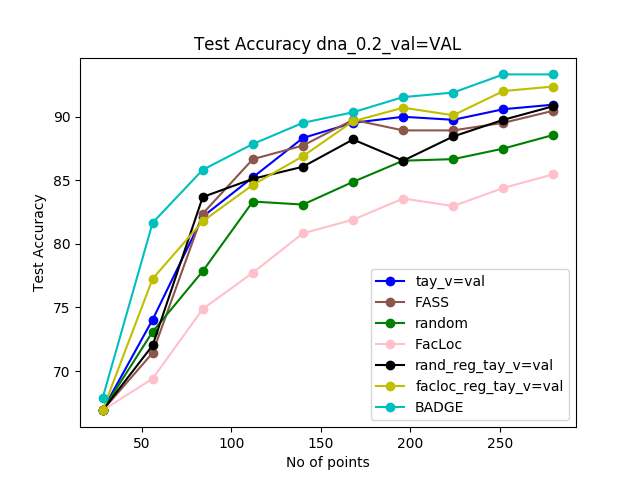 Test Accuracy dna_0.2_val=VAL
Test Accuracy
90
85
80
75
70
50
100
150
200
250
No of points
tay_v=val
FASS
random
FacLoc
rand_reg_tay_v=val
facloc_reg_tay_v=val
BADGE